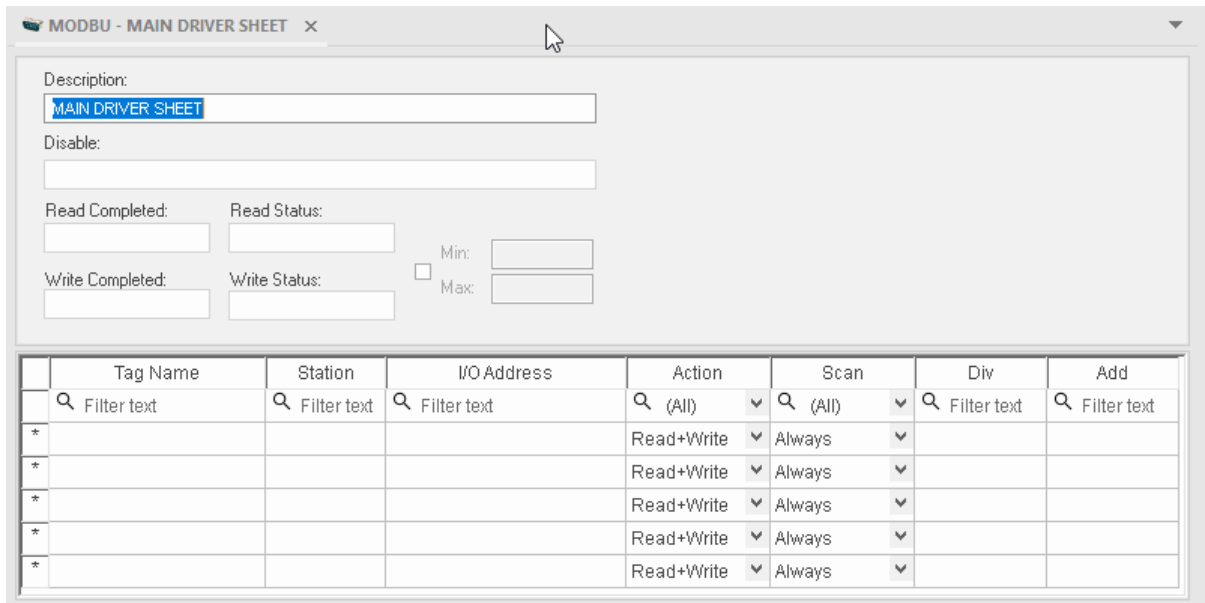 MODBU - MAIN DRIVER SHEET
Description:
MAIN DRIVER SHEET
Disable:
Read Completed: Read Status:
Min:
Write Completed: Write Status:
Max:
Tag Name Station I/O Address Action Scan Div Add
Filter text Filter text Filter text (All) (All) Filter text Filter text
* Read+Write Always
* Read+Write Always
* Read+Write Always
* Read+Write Always
* Read+Write Always